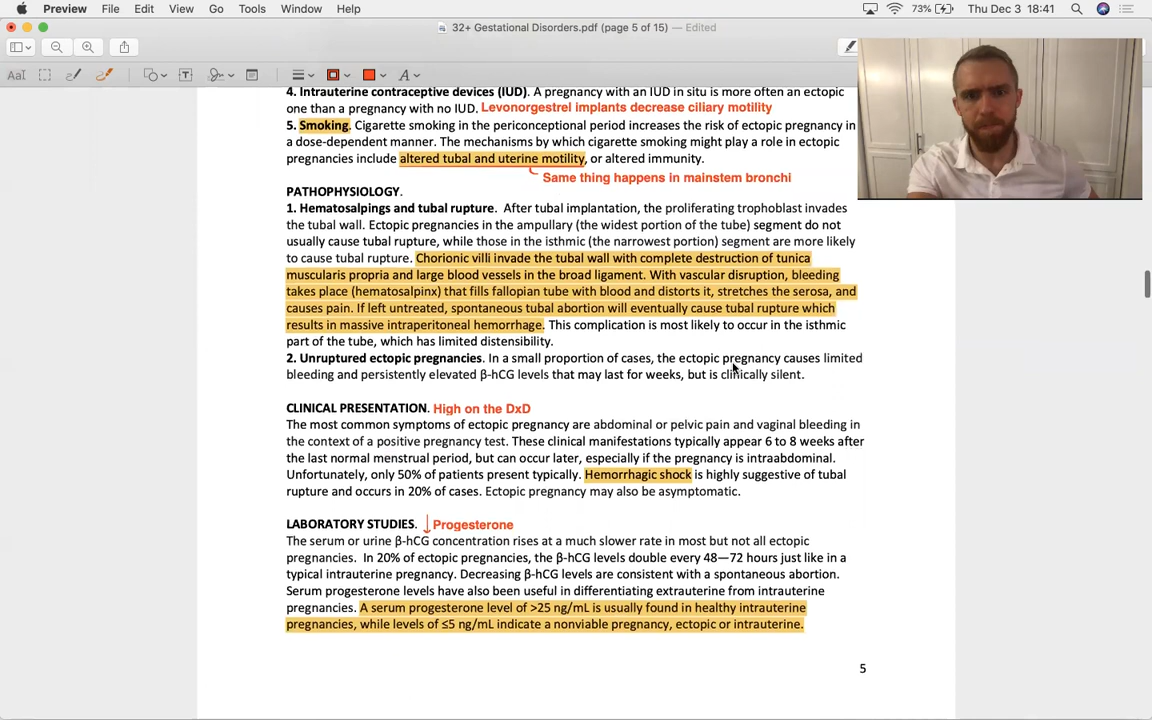 Preview File Edit View Go Tools Window Help 73% Thu Dec 3 18:41
32+ Gestational Disorders.pdf (page 5 of 15) — Edited
4. Intrauterine contraceptive devices (IUD). A pregnancy with an IUD in situ is more often an ectopic
one than a pregnancy with no IUD. Levonorgestrel implants decrease ciliary motility
5. Smoking. Cigarette smoking in the periconceptional period increases the risk of ectopic pregnancy in
a dose-dependent manner. The mechanisms by which cigarette smoking might play a role in ectopic
pregnancies include altered tubal and uterine motility, or altered immunity.
Same thing happens in mainstem bronchi
PATHOPHYSIOLOGY.
1. Hematosalpings and tubal rupture. After tubal implantation, the proliferating trophoblast invades
the tubal wall. Ectopic pregnancies in the ampullary (the widest portion of the tube) segment do not
usually cause tubal rupture, while those in the isthmic (the narrowest portion) segment are more likely
to cause tubal rupture. Chorionic villi invade the tubal wall with complete destruction of tunica
muscularis propria and large blood vessels in the broad ligament. With vascular disruption, bleeding
takes place (hematosalpinx) that fills fallopian tube with blood and distorts it, stretches the serosa, and
causes pain. If left untreated, spontaneous tubal abortion will eventually cause tubal rupture which
results in massive intraperitoneal hemorrhage. This complication is most likely to occur in the isthmic
part of the tube, which has limited distensibility.
2. Unruptured ectopic pregnancies. In a small proportion of cases, the ectopic pregnancy causes limited
bleeding and persistently elevated β-hCG levels that may last for weeks, but is clinically silent.
CLINICAL PRESENTATION. High on the DxD
The most common symptoms of ectopic pregnancy are abdominal or pelvic pain and vaginal bleeding in
the context of a positive pregnancy test. These clinical manifestations typically appear 6 to 8 weeks after
the last normal menstrual period, but can occur later, especially if the pregnancy is intraabdominal.
Unfortunately, only 50% of patients present typically. Hemorrhagic shock is highly suggestive of tubal
rupture and occurs in 20% of cases. Ectopic pregnancy may also be asymptomatic.
LABORATORY STUDIES. Progesterone
The serum or urine β-hCG concentration rises at a much slower rate in most but not all ectopic
pregnancies. In 20% of ectopic pregnancies, the β-hCG levels double every 48—72 hours just like in a
typical intrauterine pregnancy. Decreasing β-hCG levels are consistent with a spontaneous abortion.
Serum progesterone levels have also been useful in differentiating extrauterine from intrauterine
pregnancies. A serum progesterone level of >25 ng/mL is usually found in healthy intrauterine
pregnancies, while levels of ≤5 ng/mL indicate a nonviable pregnancy, ectopic or intrauterine.
5